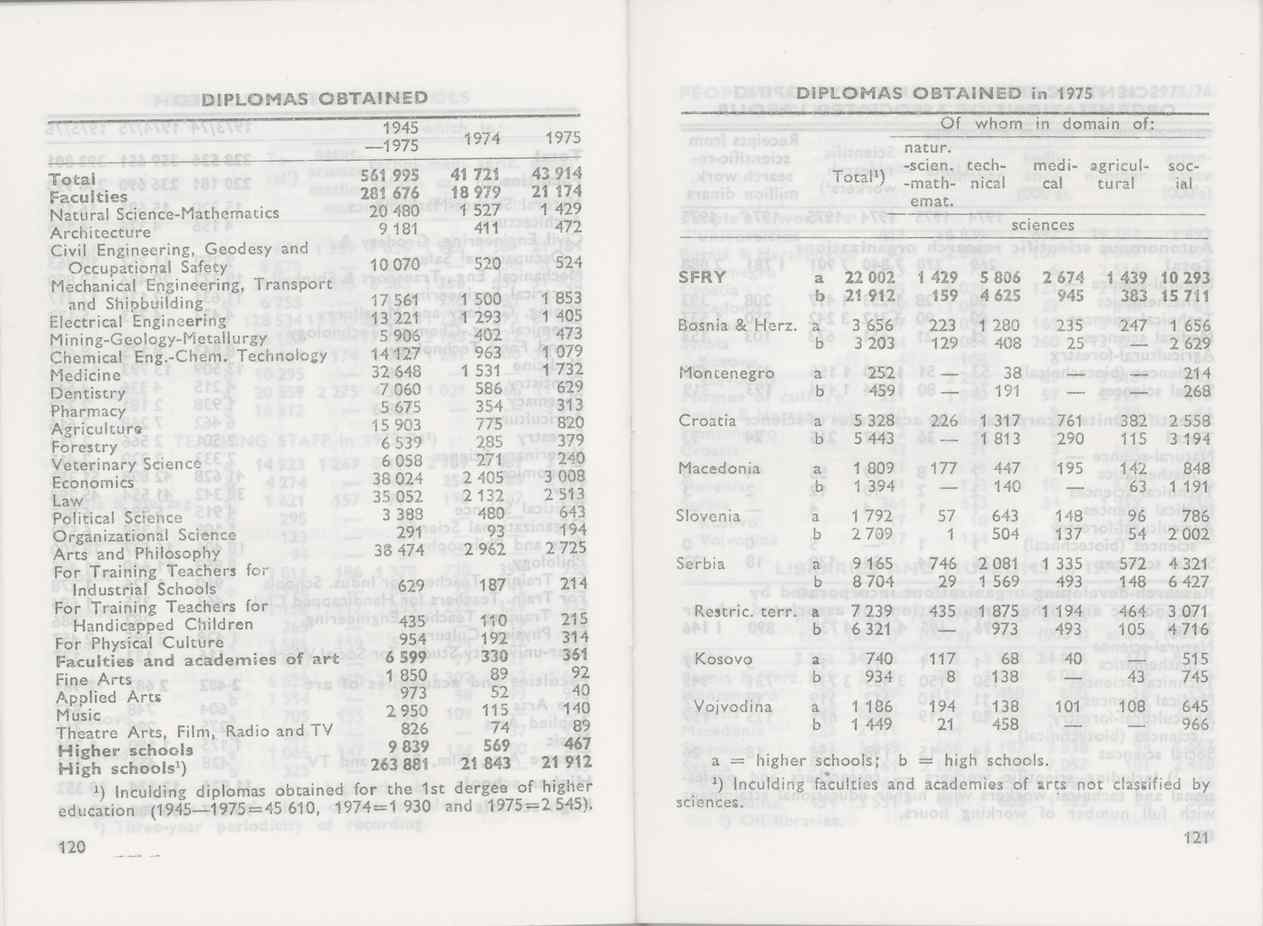 DIPLOMAS OBTAINED
1945
—1975 1974 1975
Total 561 995 41 721 43 914
Faculties 281 676 18 979 21 174
Natural Science-Mathematics 20 480 1 527 1 429
Architecture 9 181 411 472
Civil Engineering, Geodesy and
Occupational Safety 10 070 520 524
Mechanical Engineering, Transport
and Shipbuilding 17 561 1 500 1 853
Electrical Engineering 13 221 1 293 1 405
Mining-Geology-Metallurgy 5 906 402 473
Chemical Eng.-Chem. Technology 14 127 963 1 079
Medicine 32 648 1 531 1 732
Dentistry 7 060 586 629
Pharmacy 5 675 354 313
Agriculture 15 903 775 820
Forestry 6 539 285 379
Veterinary Science 6 058 271 240
Economics 38 024 2 405 3 008
Law 35 052 2 132 2 513
Political Science 3 388 480 643
Organizational Science 291 93 194
Arts and Philosophy 38 474 2 962 2 725
For Training Teachers for
Industrial Schools 629 187 214
For Training Teachers for
Handicapped Children 435 110 215
For Physical Culture 954 192 314
Faculties and academies of art 6 599 330 361
Fine Arts 1 850 89 92
Applied Arts 973 52 40
Music 2 950 115 140
Theatre Arts, Film, Radio and TV 826 74 89
Higher schools 9 839 569 467
High schools¹) 263 881 21 843 21 912
¹) Inculding diplomas obtained for the 1st dergee of higher
education (1945—1975=45 610, 1974=1 930 and 1975=2 545).
120
DIPLOMAS OBTAINED in 1975
Of whom in domain of:
natur.
-scien. tech- medi- agricul- soc-
Total¹) -math- nical cal tural ial
emat.
sciences
SFRY a 22 002 1 429 5 806 2 674 1 439 10 293
b 21 912 159 4 625 945 383 15 711
Bosnia & Herz. a 3 656 223 1 280 235 247 1 656
b 3 203 129 408 25 — 2 629
Montenegro a 252 — 38 — — 214
b 459 — 191 — — 268
Croatia a 5 328 226 1 317 761 382 2 558
b 5 443 — 1 813 290 115 3 194
Macedonia a 1 809 177 447 195 142 848
b 1 394 — 140 — 63 1 191
Slovenia a 1 792 57 643 148 96 786
b 2 709 1 504 137 54 2 002
Serbia a 9 165 746 2 081 1 335 572 4 321
b 8 704 29 1 569 493 148 6 427
Restric. terr. a 7 239 435 1 875 1 194 464 3 071
b 6 321 — 973 493 105 4 716
Kosovo a 740 117 68 40 — 515
b 934 8 138 — 43 745
Vojvodina a 1 186 194 138 101 108 645
b 1 449 21 458 — — 966
a = higher schools; b = high schools.
¹) Inculding faculties and academies of arts not classified by
sciences.
121